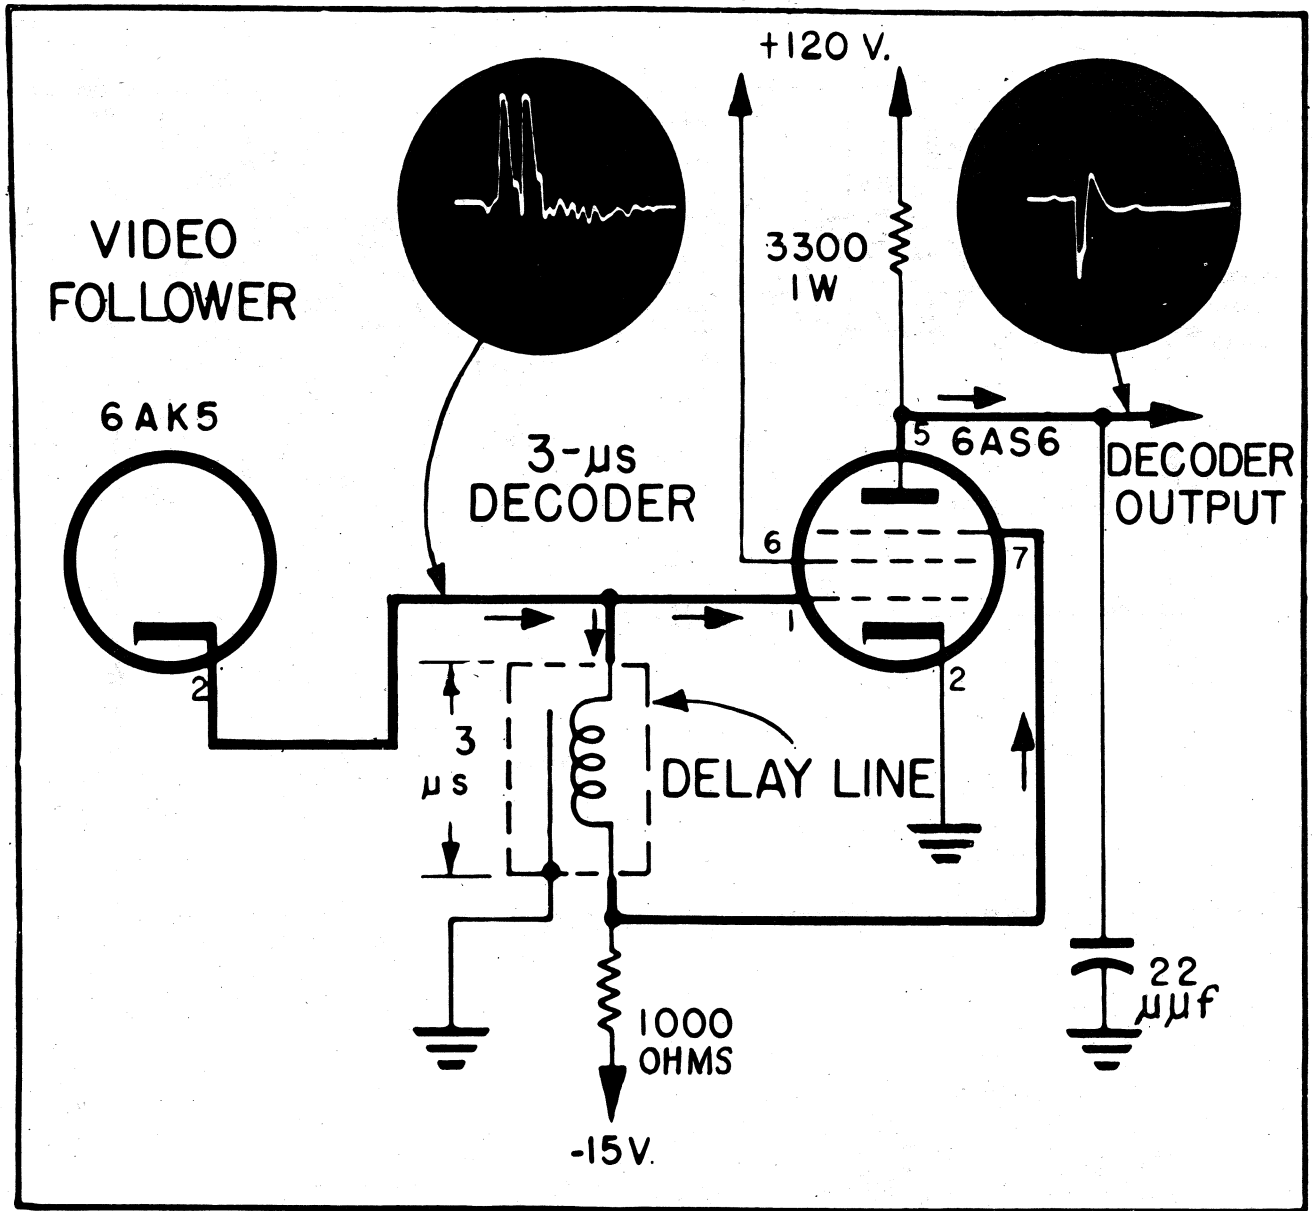 +120 V.
VIDEO
FOLLOWER
3300
1W
6AK5
3-µs
DECODER
5
6AS6
DECODER
OUTPUT
6
7
1
2
2
3
µs
DELAY LINE
22
µµf
1000
OHMS
-15V.